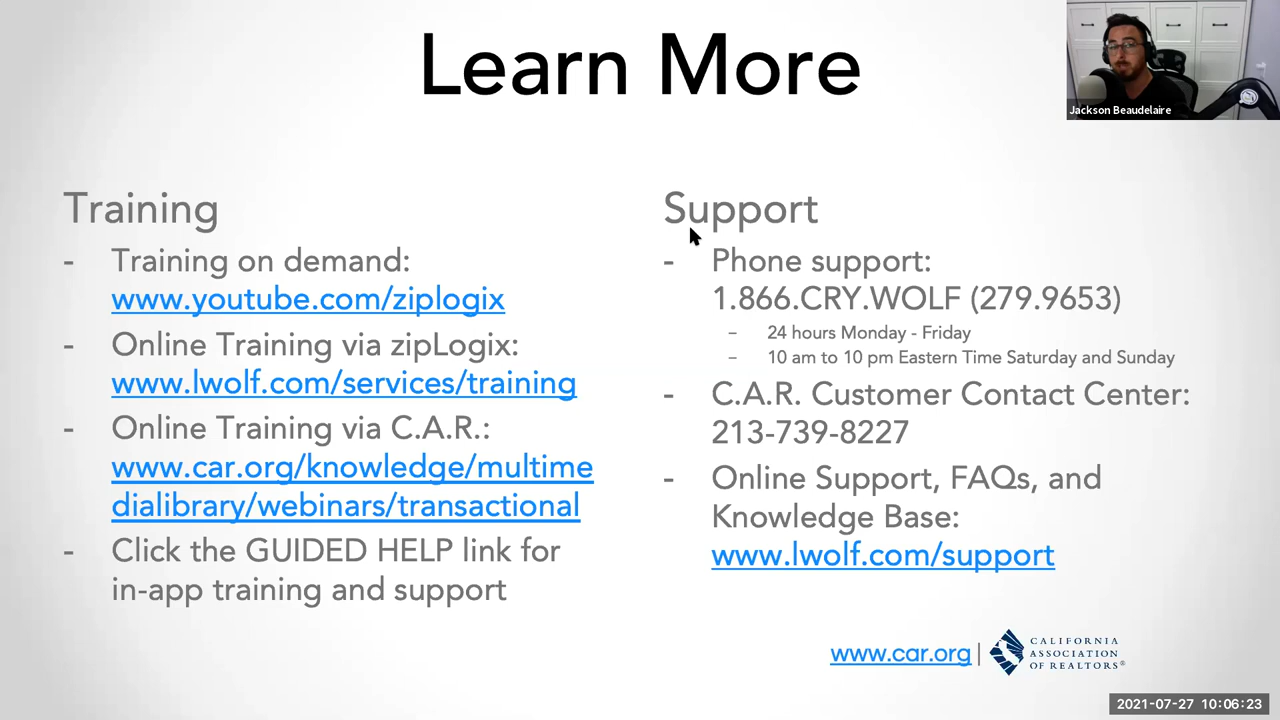 Learn More
Jackson Beaudelaire
Training
- Training on demand:
www.youtube.com/ziplogix
- Online Training via zipLogix:
www.lwolf.com/services/training
- Online Training via C.A.R.:
www.car.org/knowledge/multime
dialibrary/webinars/transactional
- Click the GUIDED HELP link for
in-app training and support
Support
- Phone support:
1.866.CRY.WOLF (279.9653)
– 24 hours Monday - Friday
– 10 am to 10 pm Eastern Time Saturday and Sunday
- C.A.R. Customer Contact Center:
213-739-8227
- Online Support, FAQs, and
Knowledge Base:
www.lwolf.com/support
www.car.org |
CALIFORNIA
ASSOCIATION
OF REALTORS®
2021-07-27 10:06:23